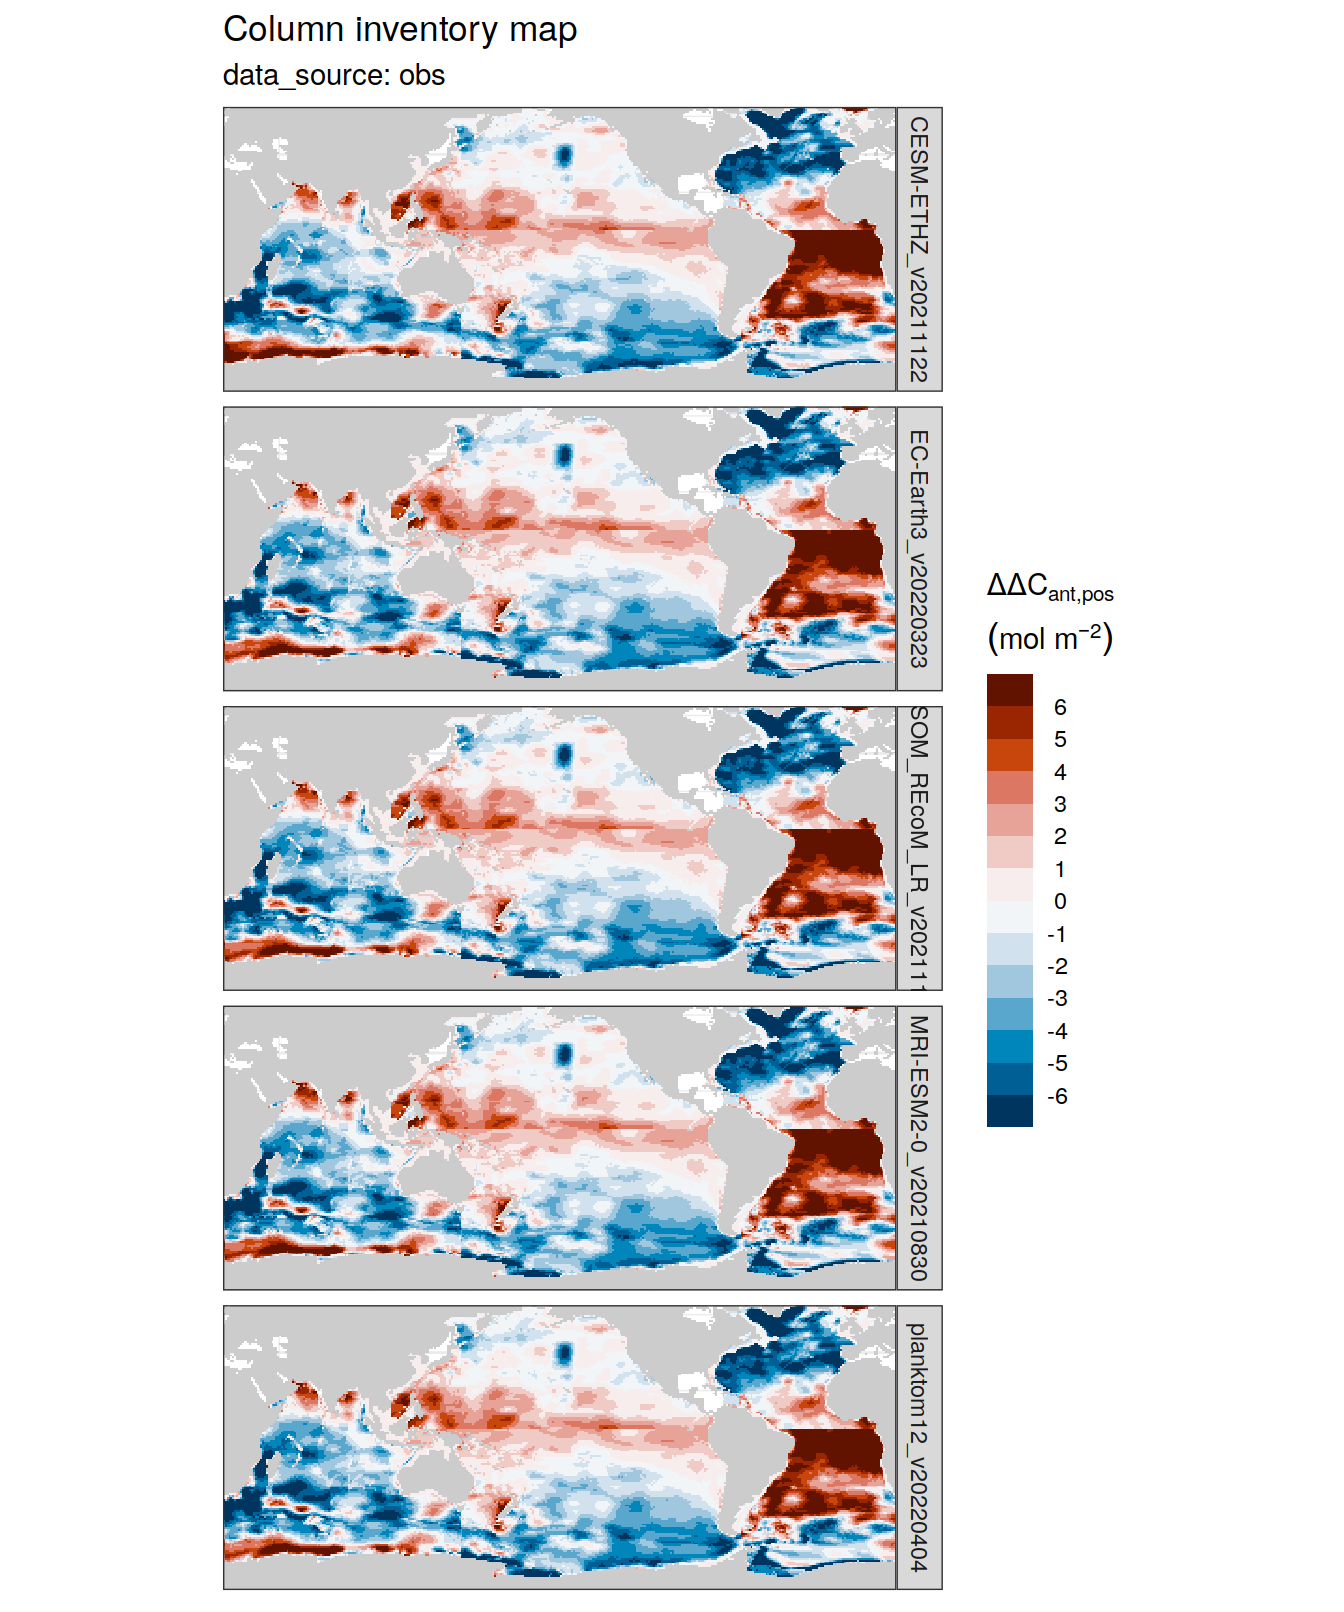 Column inventory map
data_source: obs
CESM-ETHZ_v20211122
EC-Earth3_v20220323
SOM_REcoM_LR_v20211
MRI-ESM2-0_v20210830
planktom12_v20220404
ΔΔCant,pos
(mol m−2)
6
5
4
3
2
1
0
-1
-2
-3
-4
-5
-6